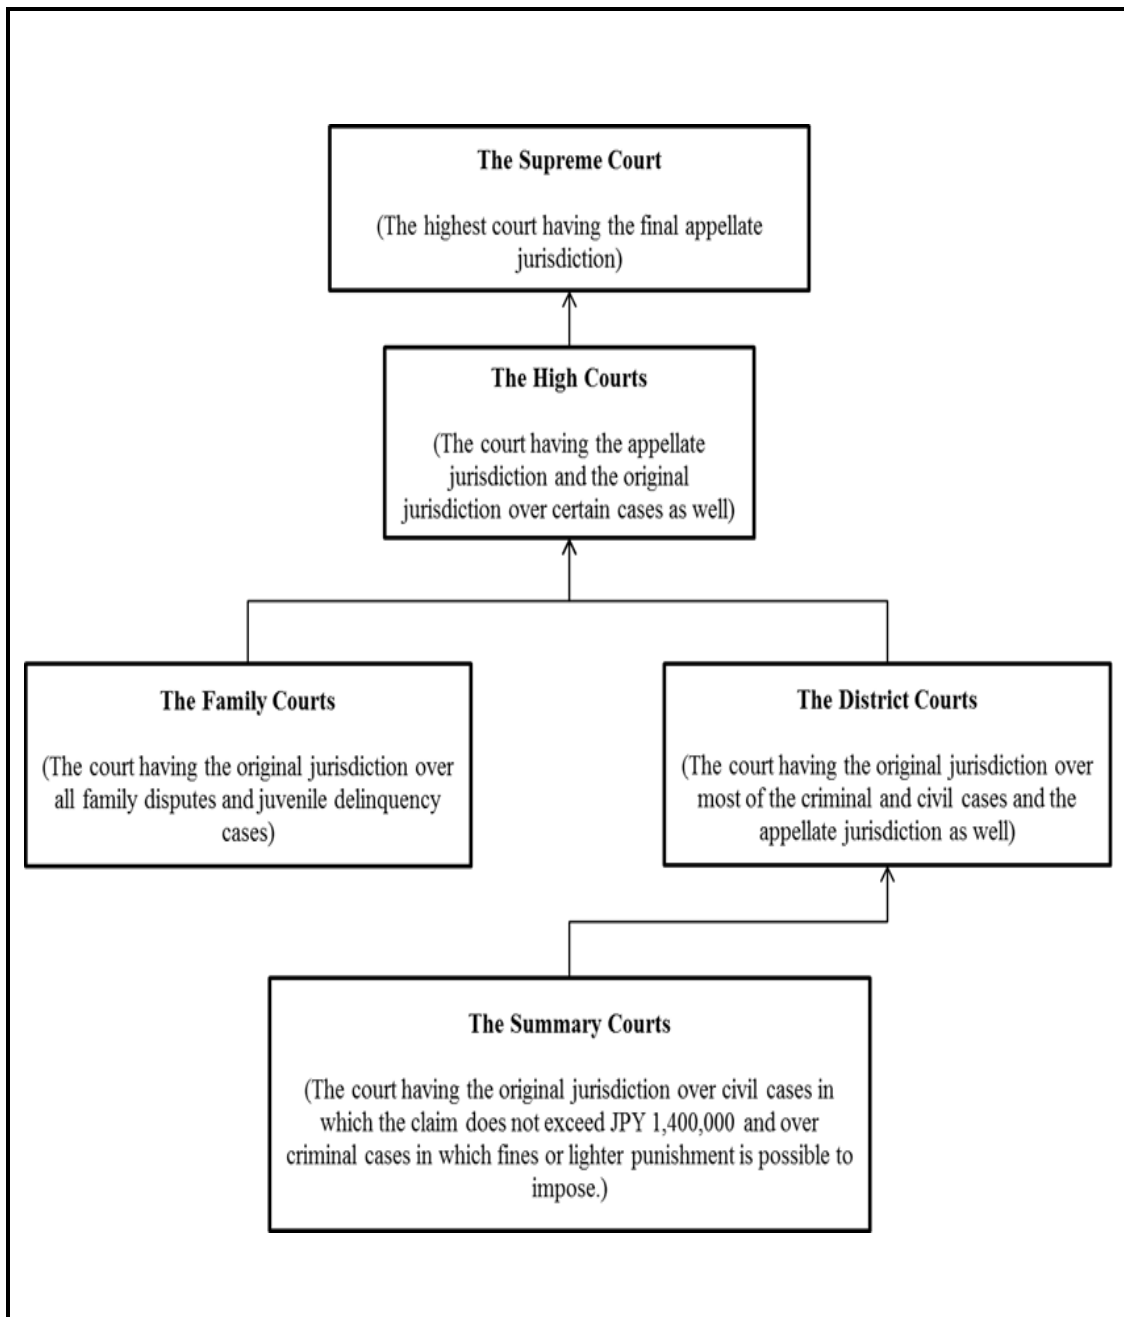 The Supreme Court
(The highest court having the final appellate
jurisdiction)
The High Courts
(The court having the appellate
jurisdiction and the original
jurisdiction over certain cases as well)
The Family Courts
(The court having the original jurisdiction over
all family disputes and juvenile delinquency
cases)
The District Courts
(The court having the original jurisdiction over
most of the criminal and civil cases and the
appellate jurisdiction as well)
The Summary Courts
(The court having the original jurisdiction over civil cases in
which the claim does not exceed JPY 1,400,000 and over
criminal cases in which fines or lighter punishment is possible to
impose.)